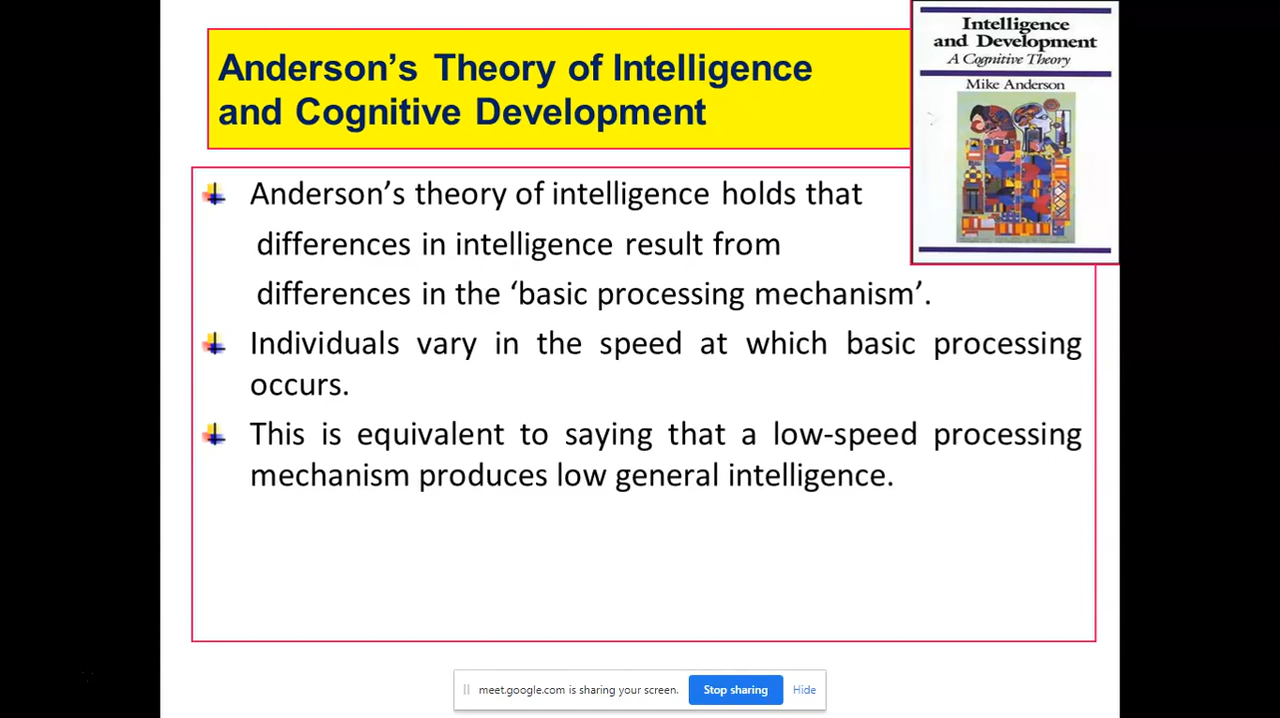 Anderson’s Theory of Intelligence
and Cognitive Development
Intelligence
and Development
A Cognitive Theory
Mike Anderson
Anderson’s theory of intelligence holds that
differences in intelligence result from
differences in the ‘basic processing mechanism’.
Individuals vary in the speed at which basic processing
occurs.
This is equivalent to saying that a low-speed processing
mechanism produces low general intelligence.
meet.google.com is sharing your screen. Stop sharing Hide